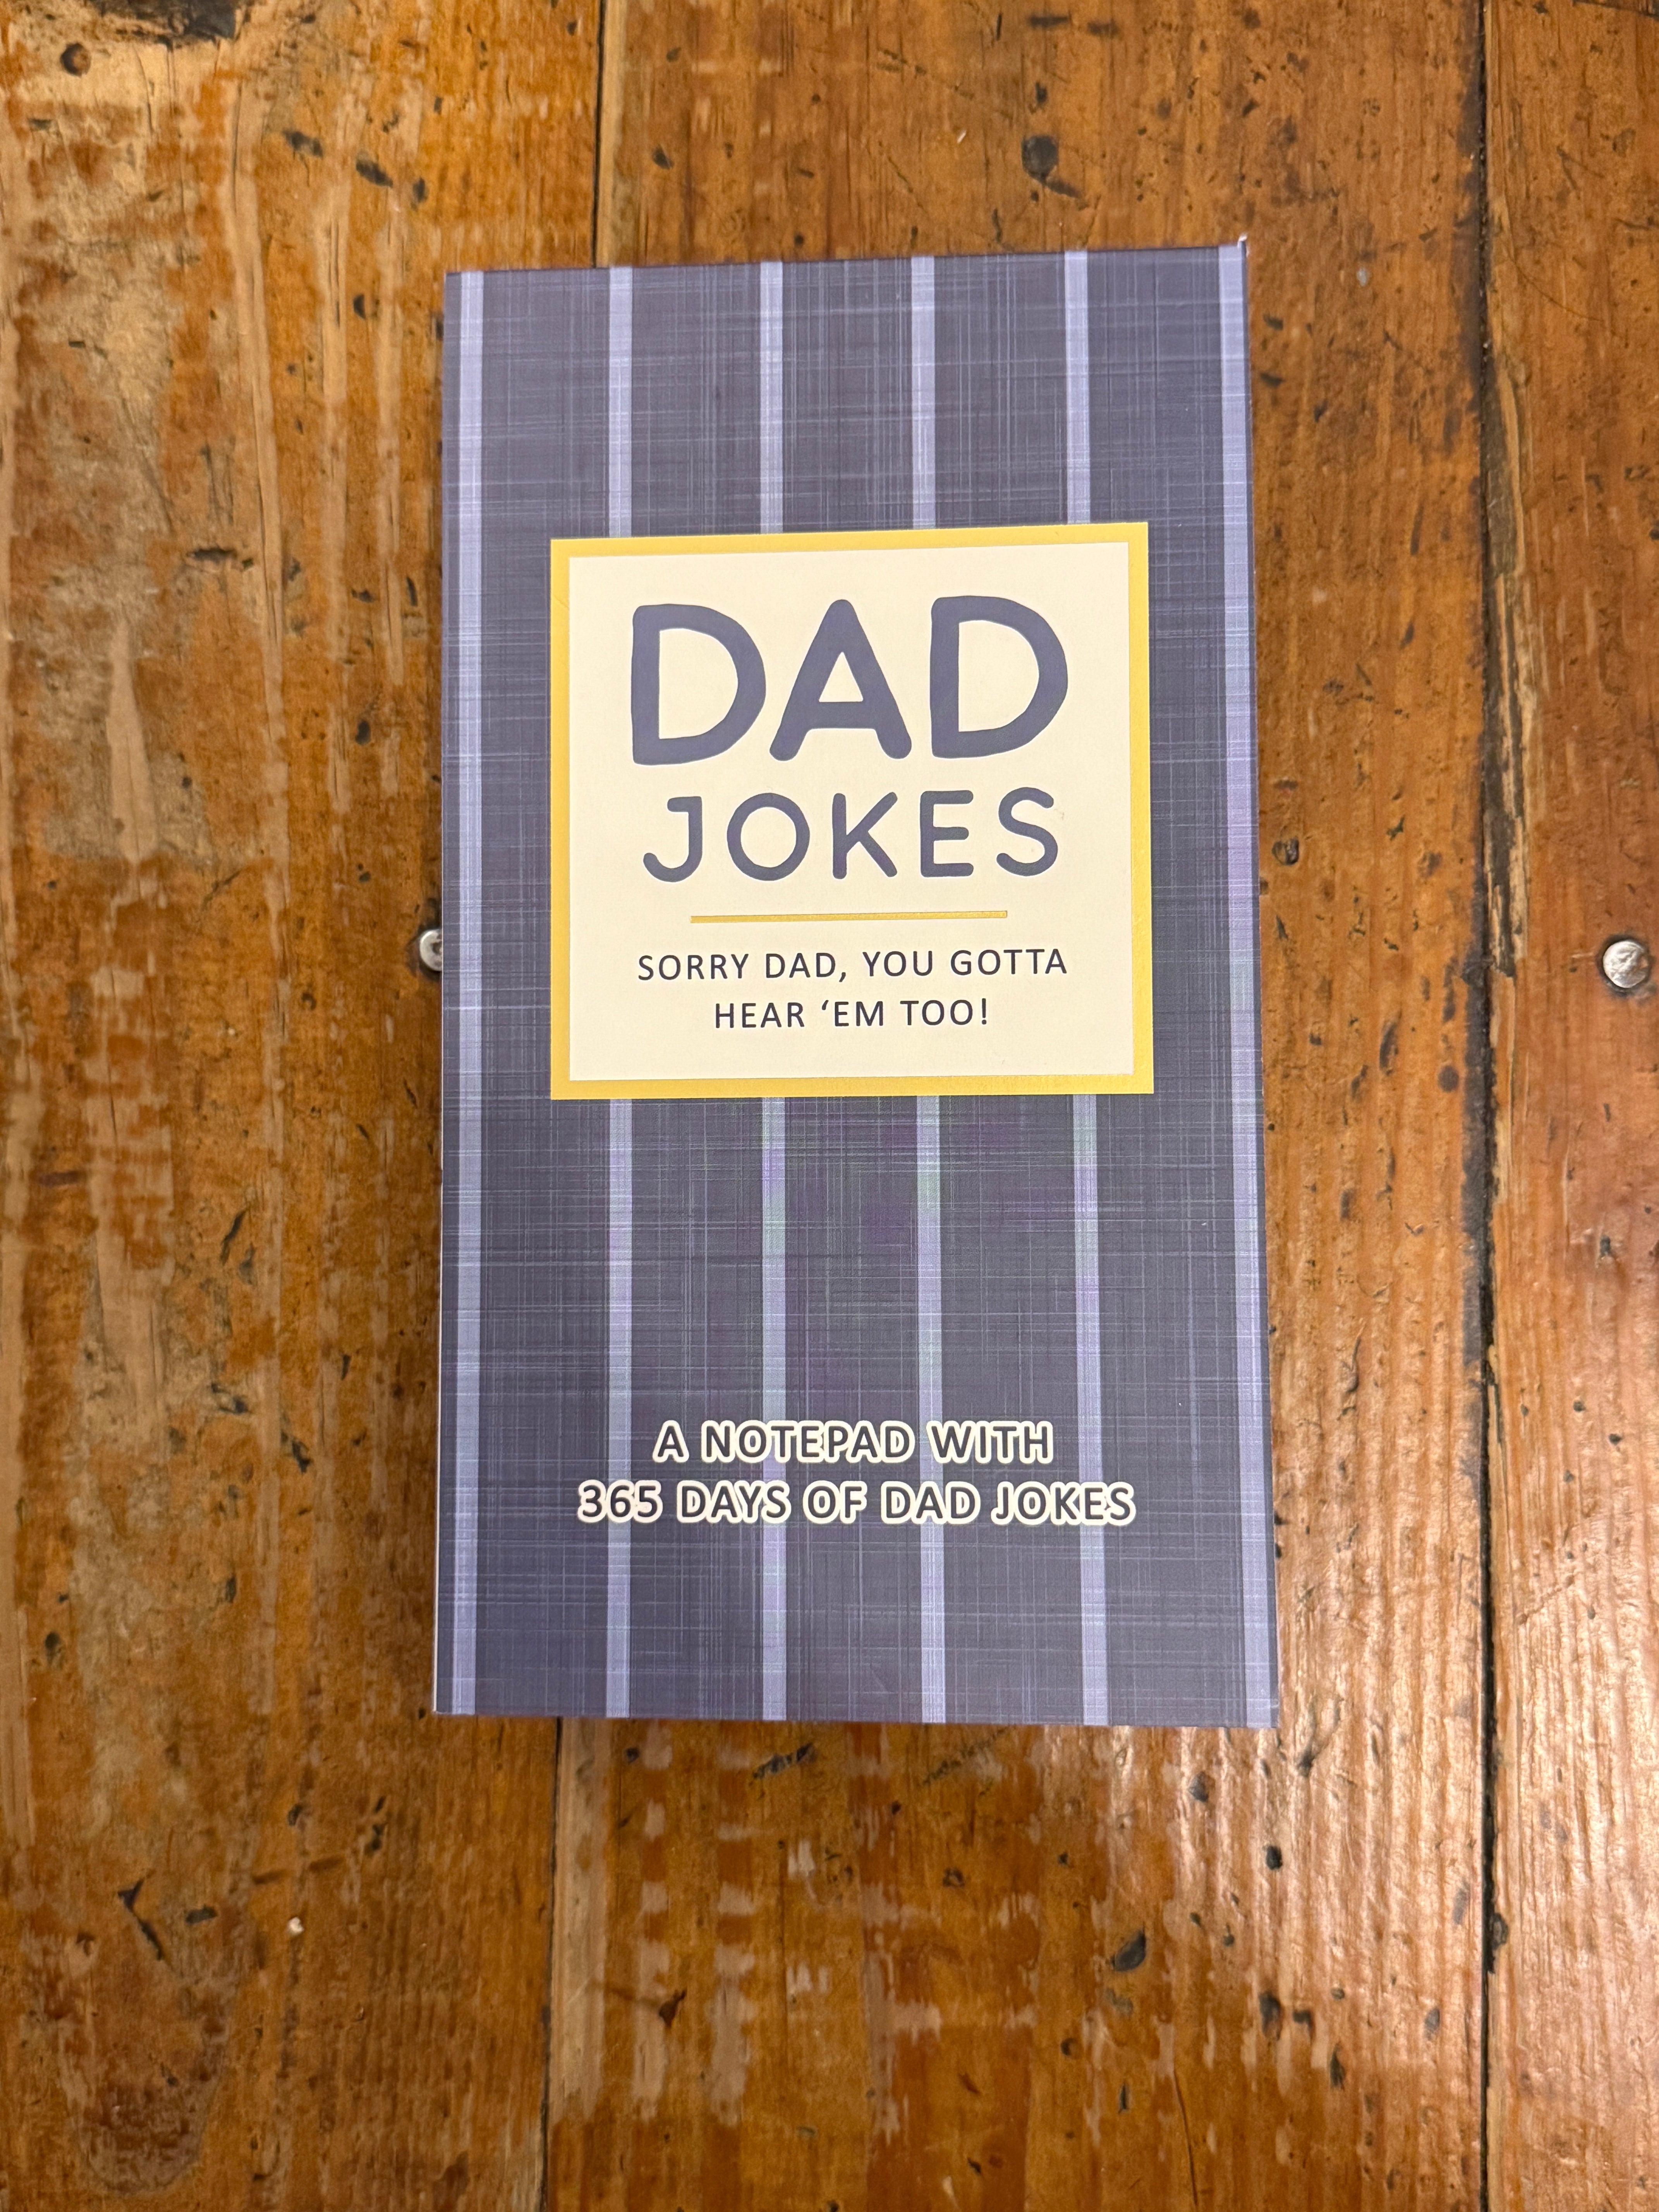 DAD
JOKES
SORRY DAD, YOU GOTTA
HEAR ‘EM TOO!
A NOTEPAD WITH
365 DAYS OF DAD JOKES